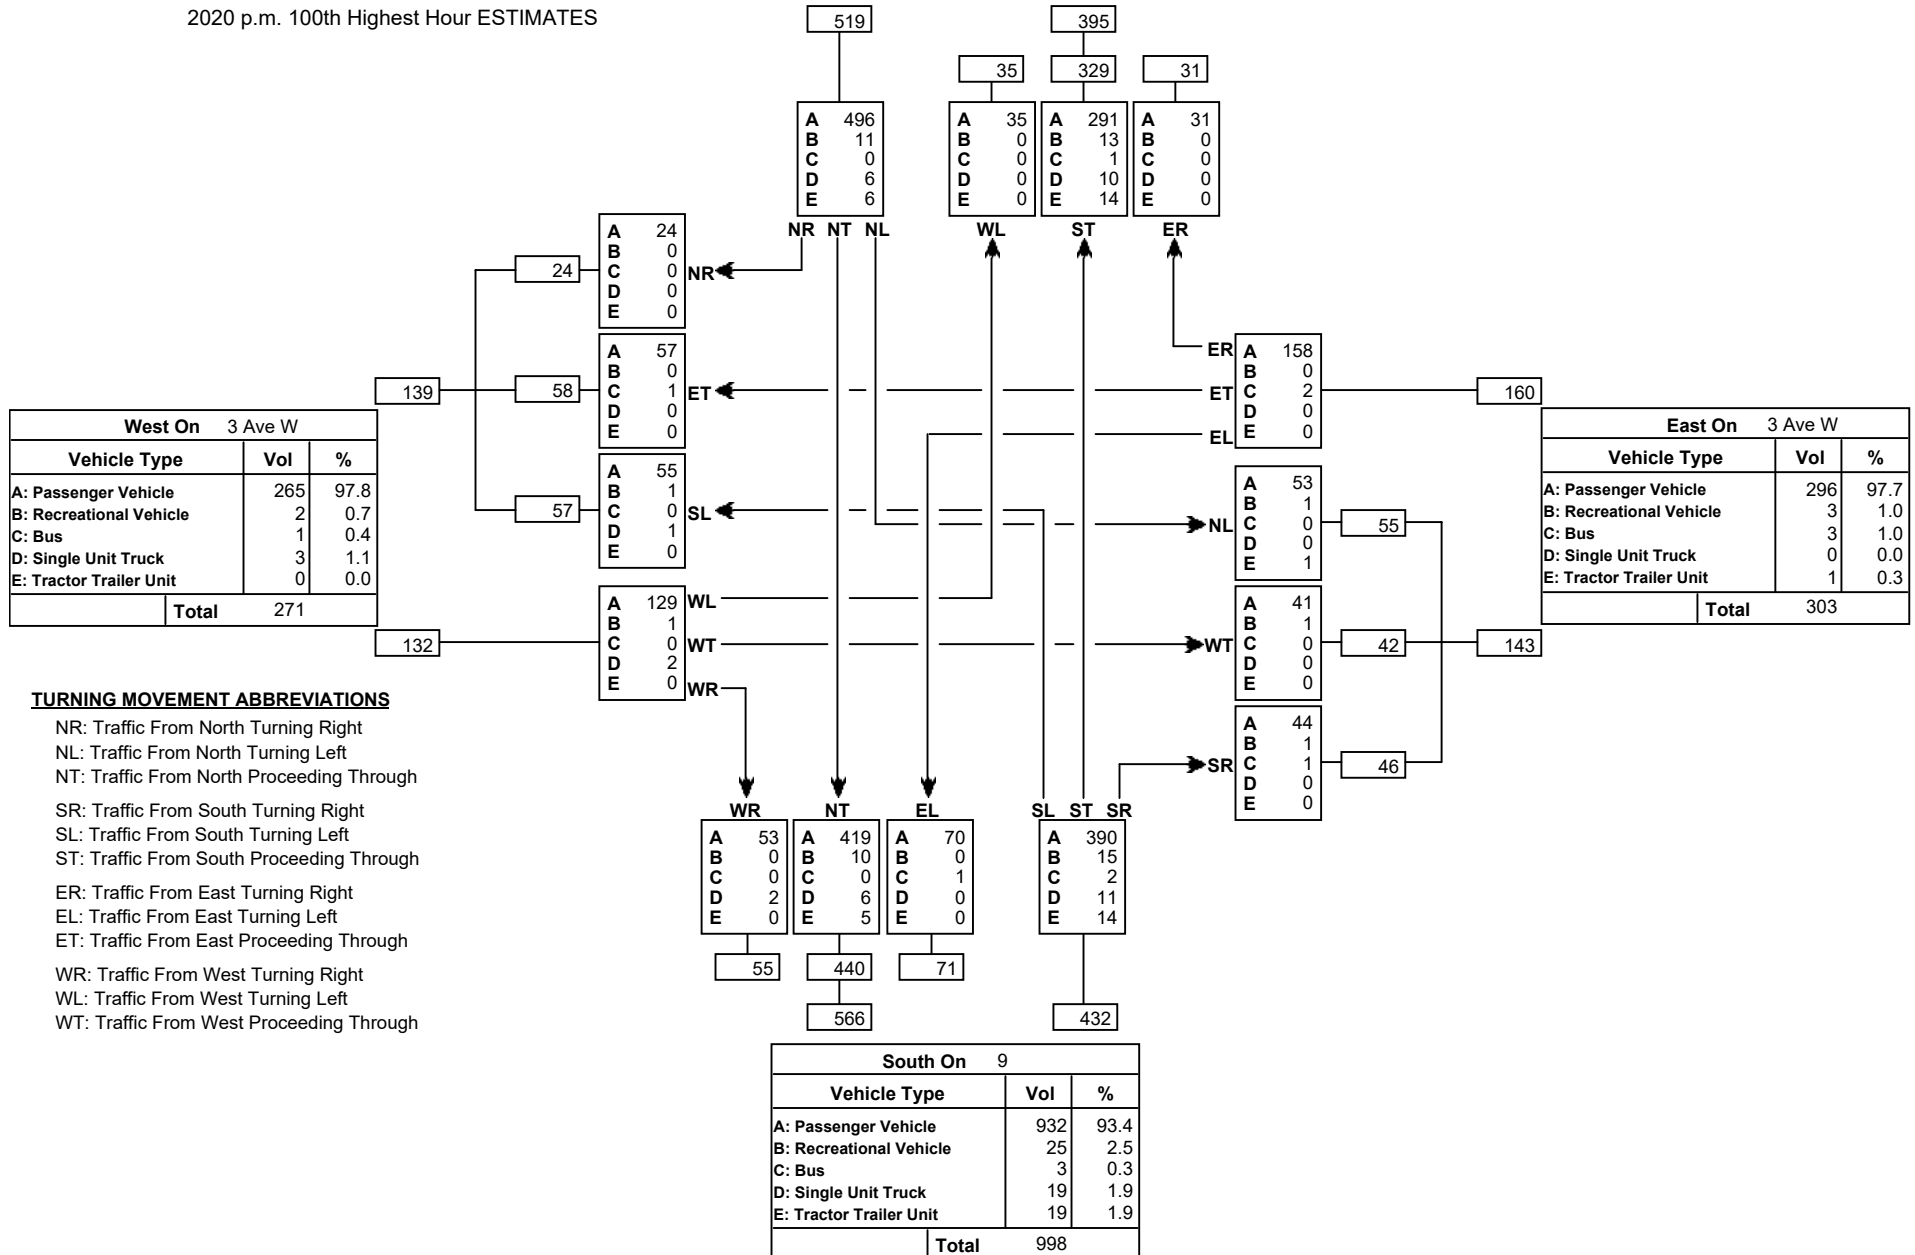 2020 p.m. 100th Highest Hour ESTIMATES
519
395
35
329
31
A 496
B 11
C 0
D 6
E 6
A 35
B 0
C 0
D 0
E 0
A 291
B 13
C 1
D 10
E 14
A 31
B 0
C 0
D 0
E 0
NR NT NL
WL
ST
ER
24
A 24
B 0
C 0
D 0
E 0
NR
139
58
A 57
B 0
C 1
D 0
E 0
ET
57
A 55
B 1
C 0
D 1
E 0
SL
132
A 129
B 1
C 0
D 2
E 0
WL
WT
WR
West On 3 Ave W
Vehicle Type Vol %
A: Passenger Vehicle 265 97.8
B: Recreational Vehicle 2 0.7
C: Bus 1 0.4
D: Single Unit Truck 3 1.1
E: Tractor Trailer Unit 0 0.0
Total 271
ER
ET
EL
A 158
B 0
C 2
D 0
E 0
160
NL
A 53
B 1
C 0
D 0
E 1
55
WT
A 41
B 1
C 0
D 0
E 0
42
143
SR
A 44
B 1
C 1
D 0
E 0
46
East On 3 Ave W
Vehicle Type Vol %
A: Passenger Vehicle 296 97.7
B: Recreational Vehicle 3 1.0
C: Bus 3 1.0
D: Single Unit Truck 0 0.0
E: Tractor Trailer Unit 1 0.3
Total 303
TURNING MOVEMENT ABBREVIATIONS
NR: Traffic From North Turning Right
NL: Traffic From North Turning Left
NT: Traffic From North Proceeding Through
SR: Traffic From South Turning Right
SL: Traffic From South Turning Left
ST: Traffic From South Proceeding Through
ER: Traffic From East Turning Right
EL: Traffic From East Turning Left
ET: Traffic From East Proceeding Through
WR: Traffic From West Turning Right
WL: Traffic From West Turning Left
WT: Traffic From West Proceeding Through
WR
NT
EL
SL ST SR
A 53
B 0
C 0
D 2
E 0
A 419
B 10
C 0
D 6
E 5
A 70
B 0
C 1
D 0
E 0
A 390
B 15
C 2
D 11
E 14
55
440
71
566
432
South On 9
Vehicle Type Vol %
A: Passenger Vehicle 932 93.4
B: Recreational Vehicle 25 2.5
C: Bus 3 0.3
D: Single Unit Truck 19 1.9
E: Tractor Trailer Unit 19 1.9
Total 998